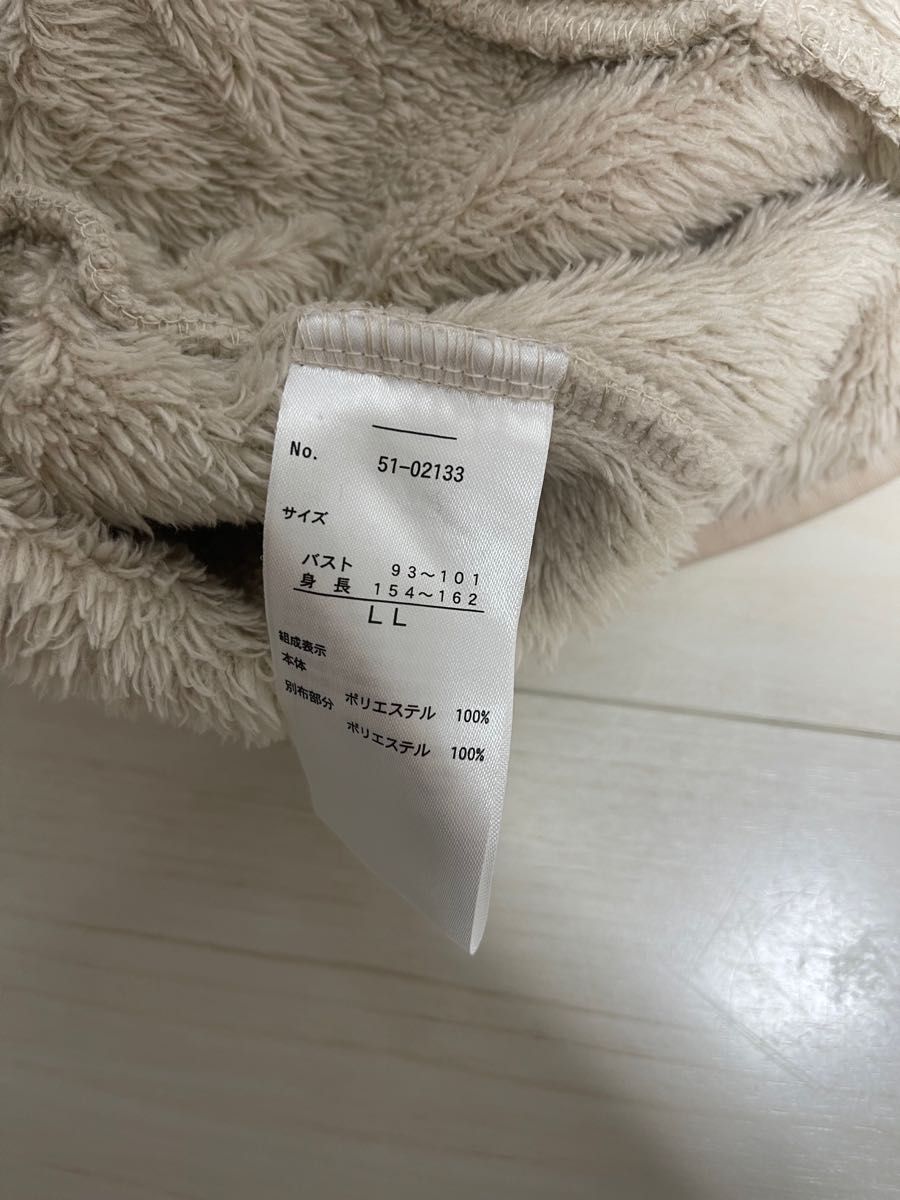 No. 51-02133
サイズ
バスト 93〜101
身長 154〜162
LL
組成表示
本体
別布部分 ポリエステル 100%
ポリエステル 100%